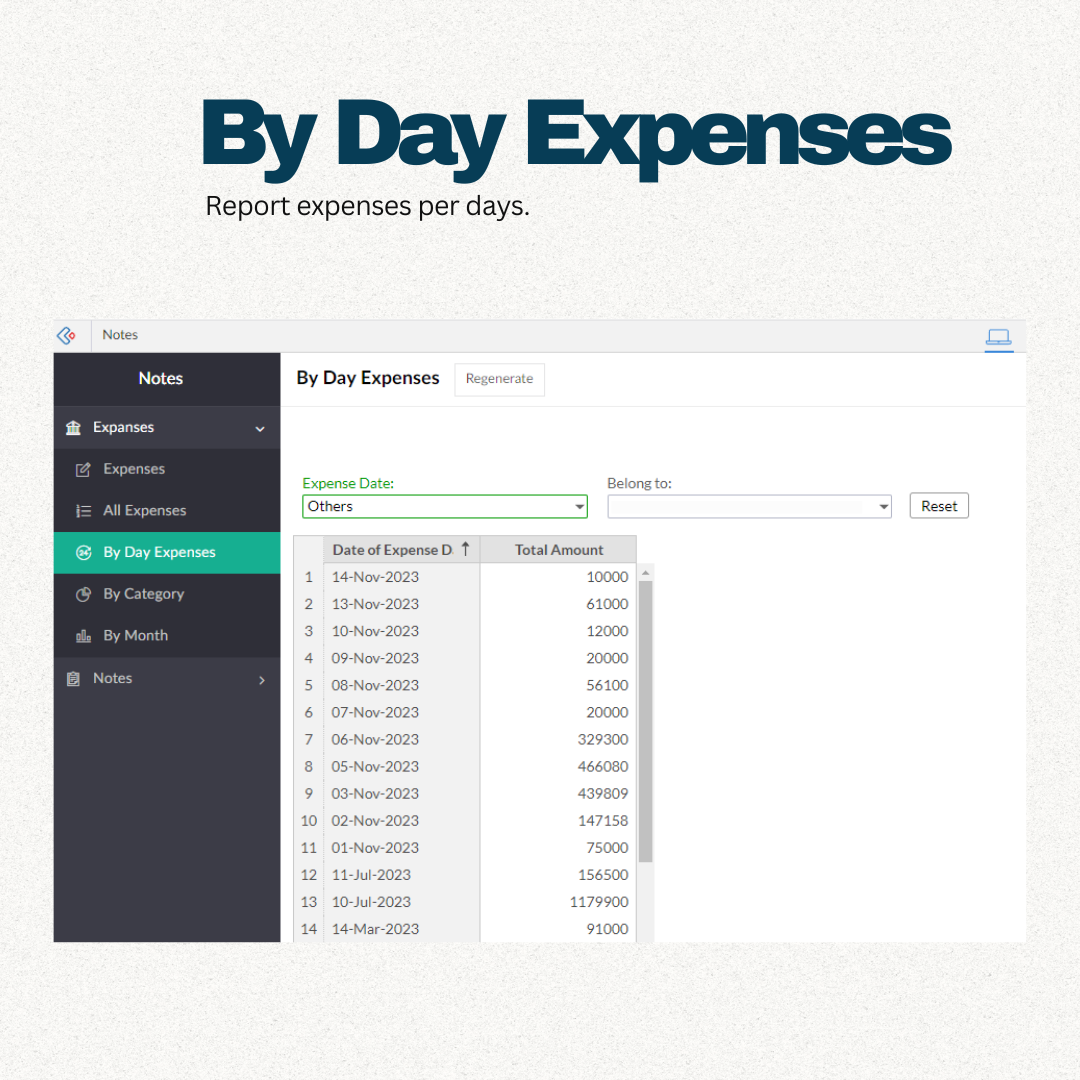 By Day Expenses
Report expenses per days.
Notes
Notes
By Day Expenses
Regenerate
Expanses
Expenses
All Expenses
By Day Expenses
By Category
By Month
Notes
Expense Date:
Belong to:
Others
Reset
Date of Expense D
Total Amount
1 14-Nov-2023 10000
2 13-Nov-2023 61000
3 10-Nov-2023 12000
4 09-Nov-2023 20000
5 08-Nov-2023 56100
6 07-Nov-2023 20000
7 06-Nov-2023 329300
8 05-Nov-2023 466080
9 03-Nov-2023 439809
10 02-Nov-2023 147158
11 01-Nov-2023 75000
12 11-Jul-2023 156500
13 10-Jul-2023 1179900
14 14-Mar-2023 91000